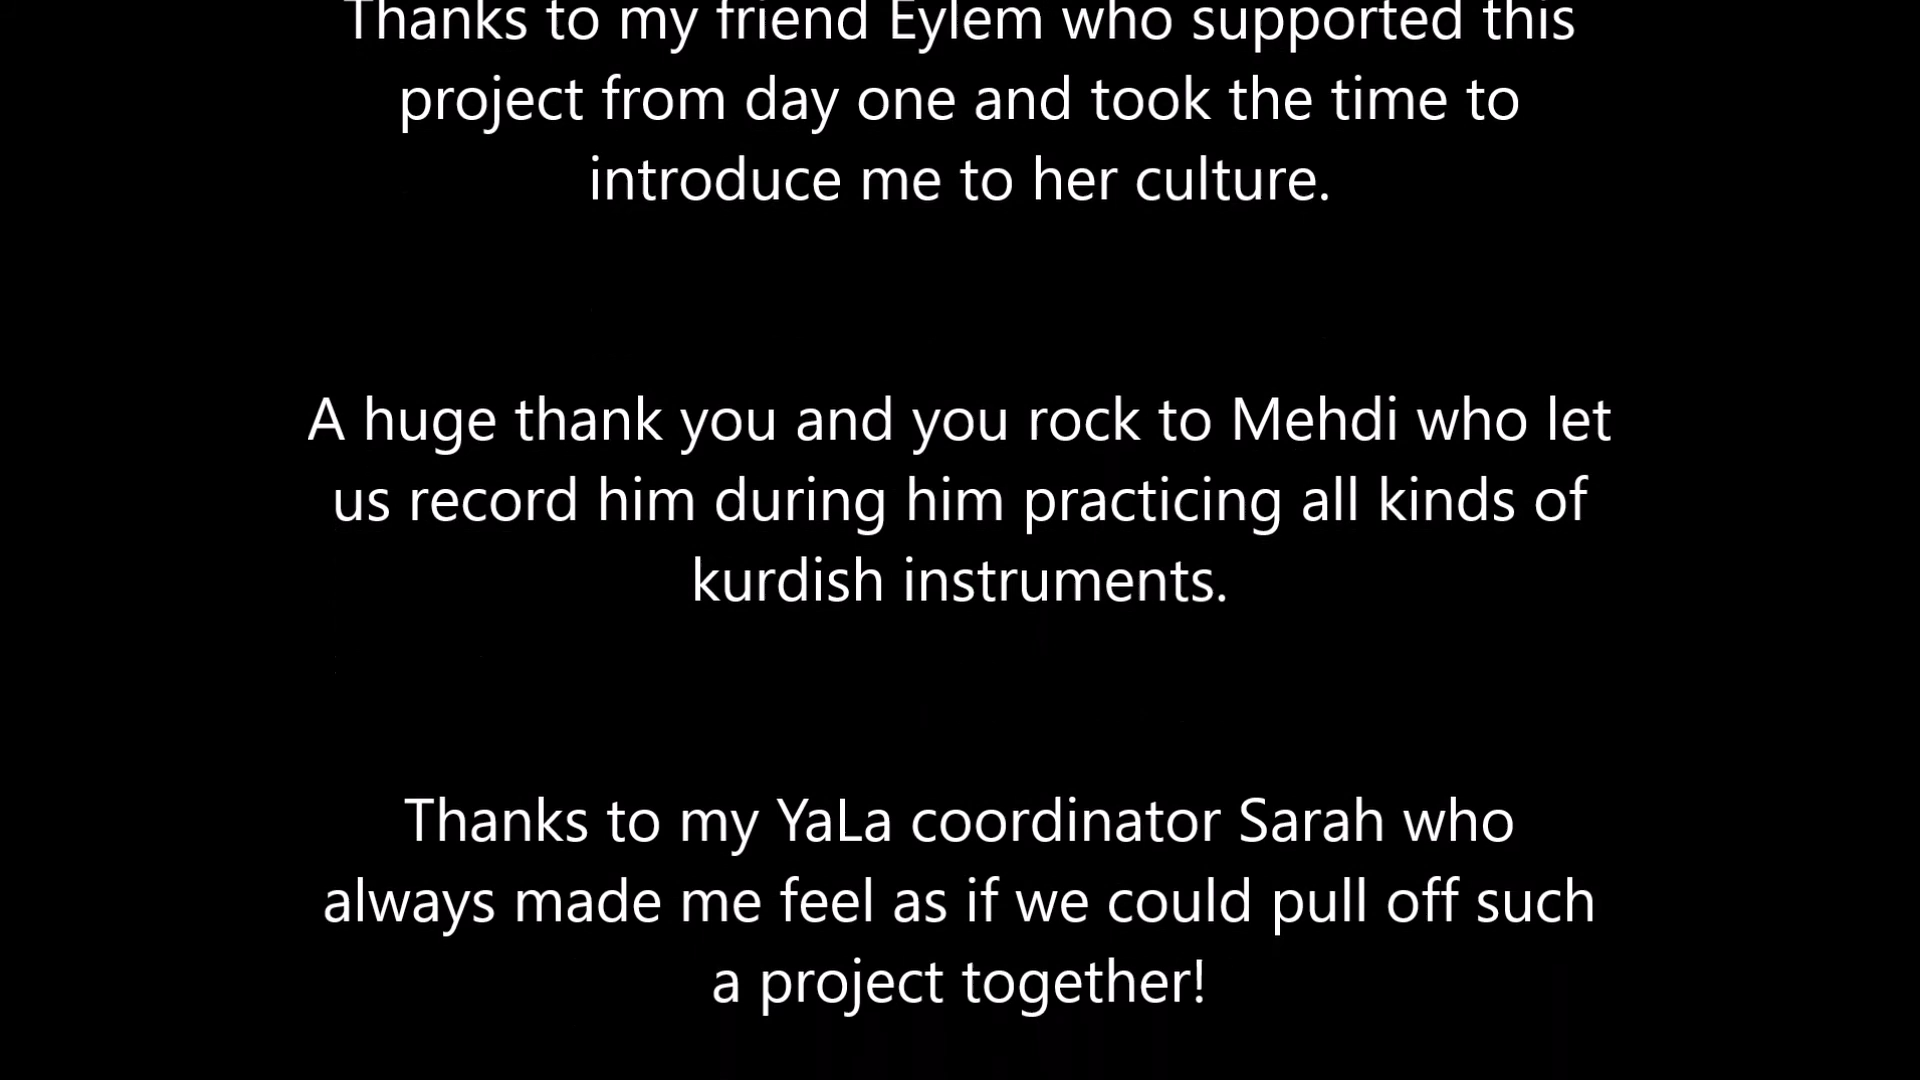 Thanks to my friend Eylem who supported this
project from day one and took the time to
introduce me to her culture.
A huge thank you and you rock to Mehdi who let
us record him during him practicing all kinds of
kurdish instruments.
Thanks to my YaLa coordinator Sarah who
always made me feel as if we could pull off such
a project together!